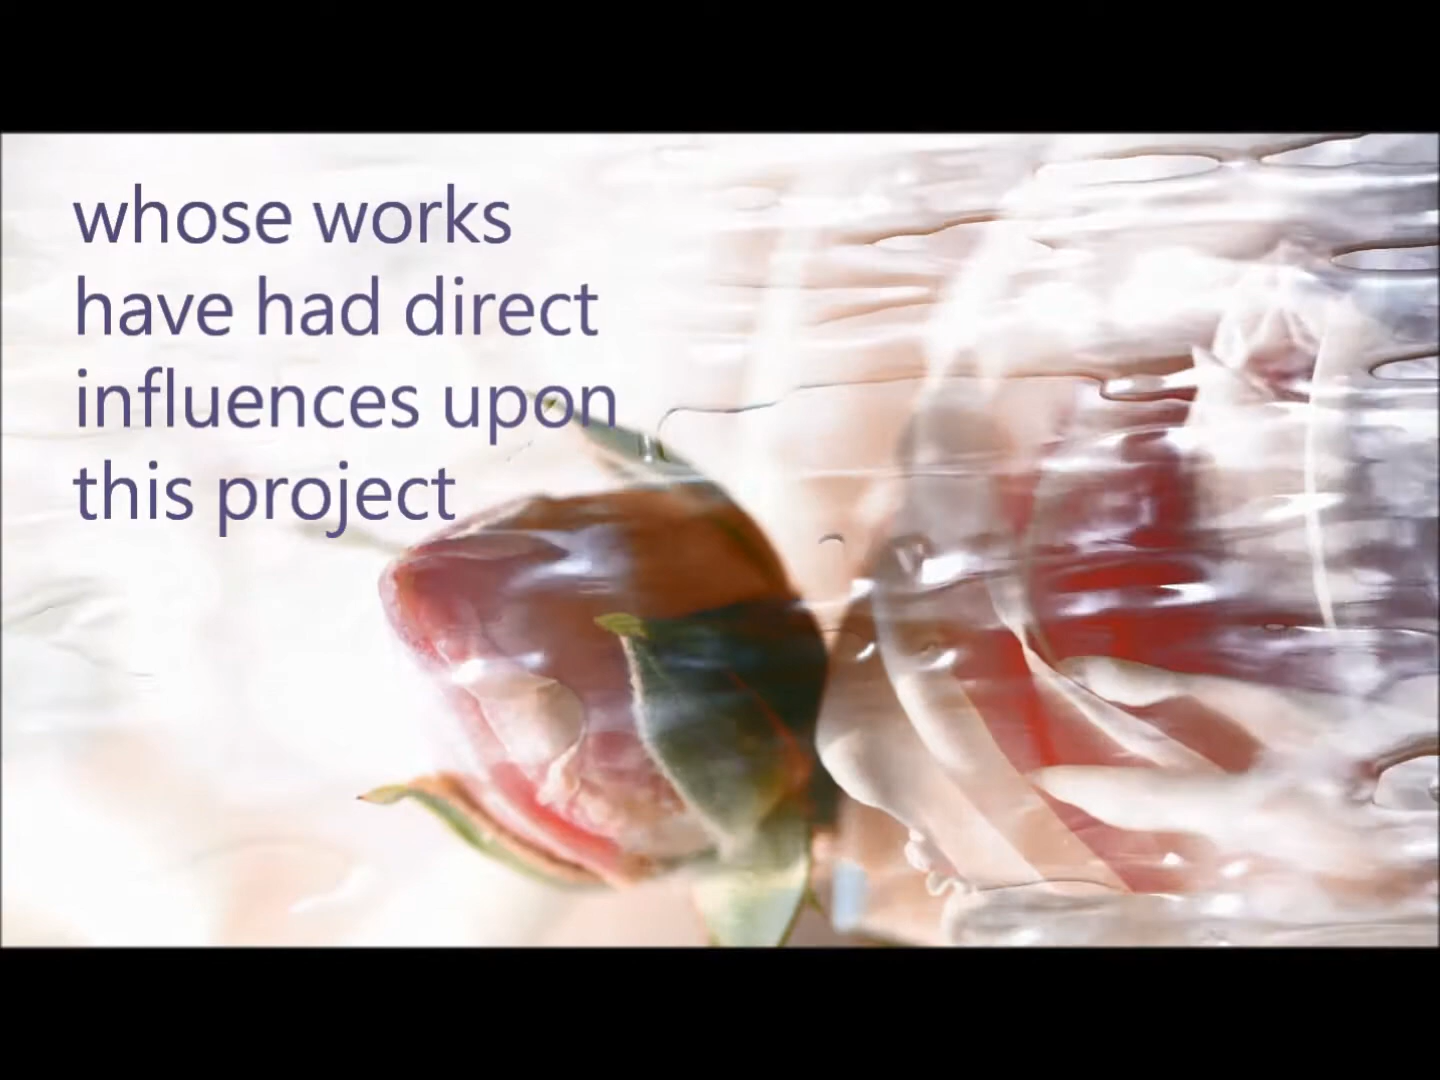 whose works
have had direct
influences upon
this project